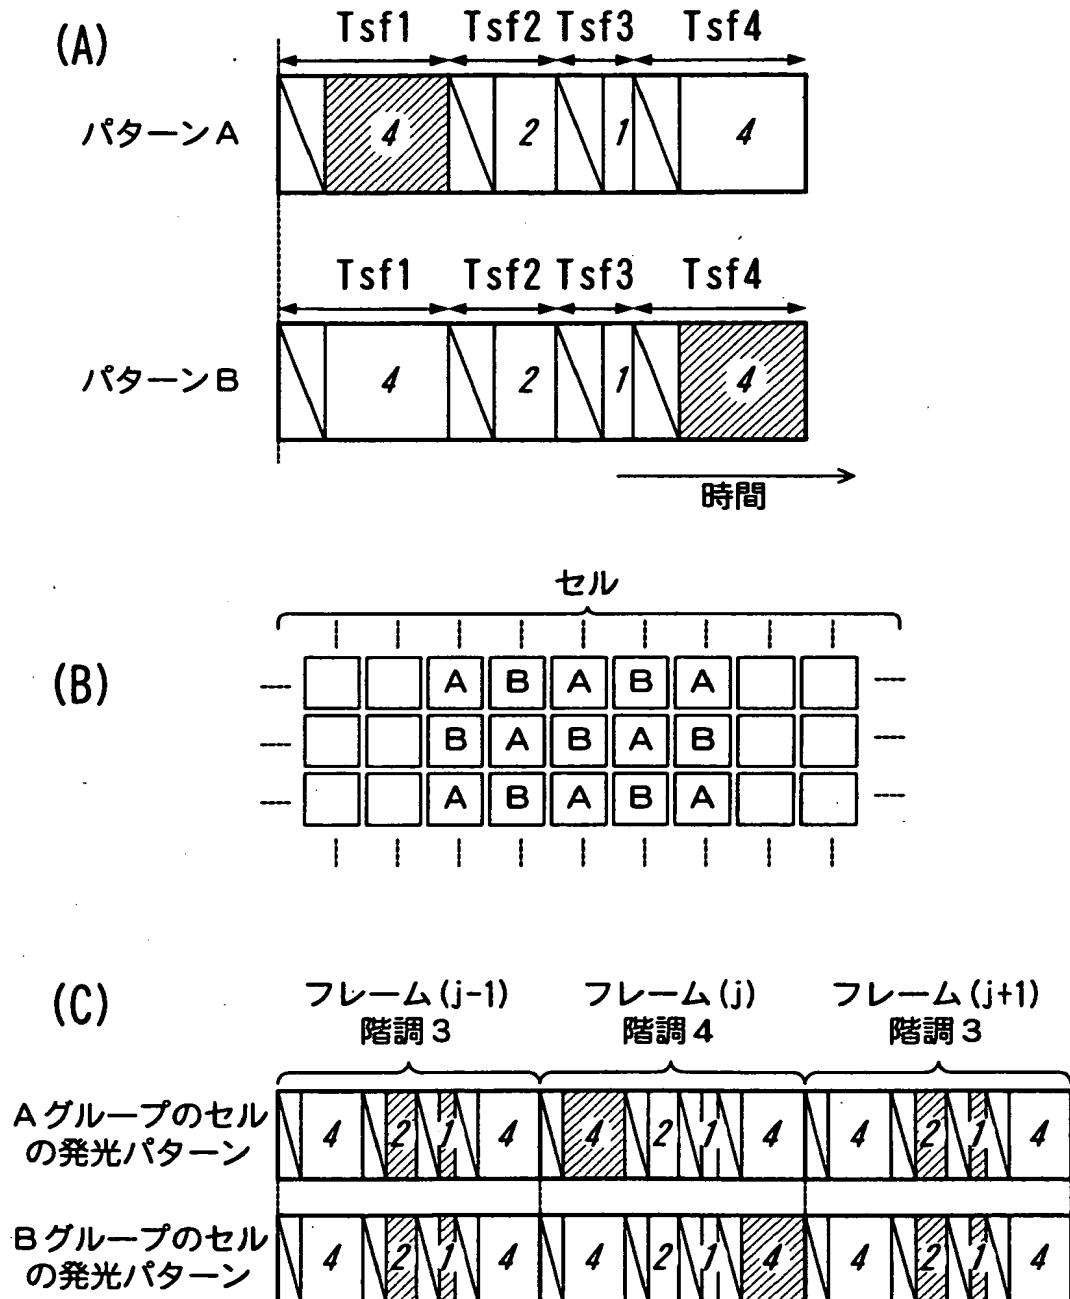 (A)
Tsf1 Tsf2 Tsf3 Tsf4
パターンA
4 2 1 4
Tsf1 Tsf2 Tsf3 Tsf4
パターンB
4 2 1 4
時間
セル
(B)
A B A B A
B A B A B
A B A B A
(C)
フレーム(j-1) フレーム(j) フレーム(j+1)
階調3 階調4 階調3
Aグループのセル
の発光パターン
4 2 1 4 4 2 1 4 4 2 1 4
Bグループのセル
の発光パターン
4 2 1 4 4 2 1 4 4 2 1 4